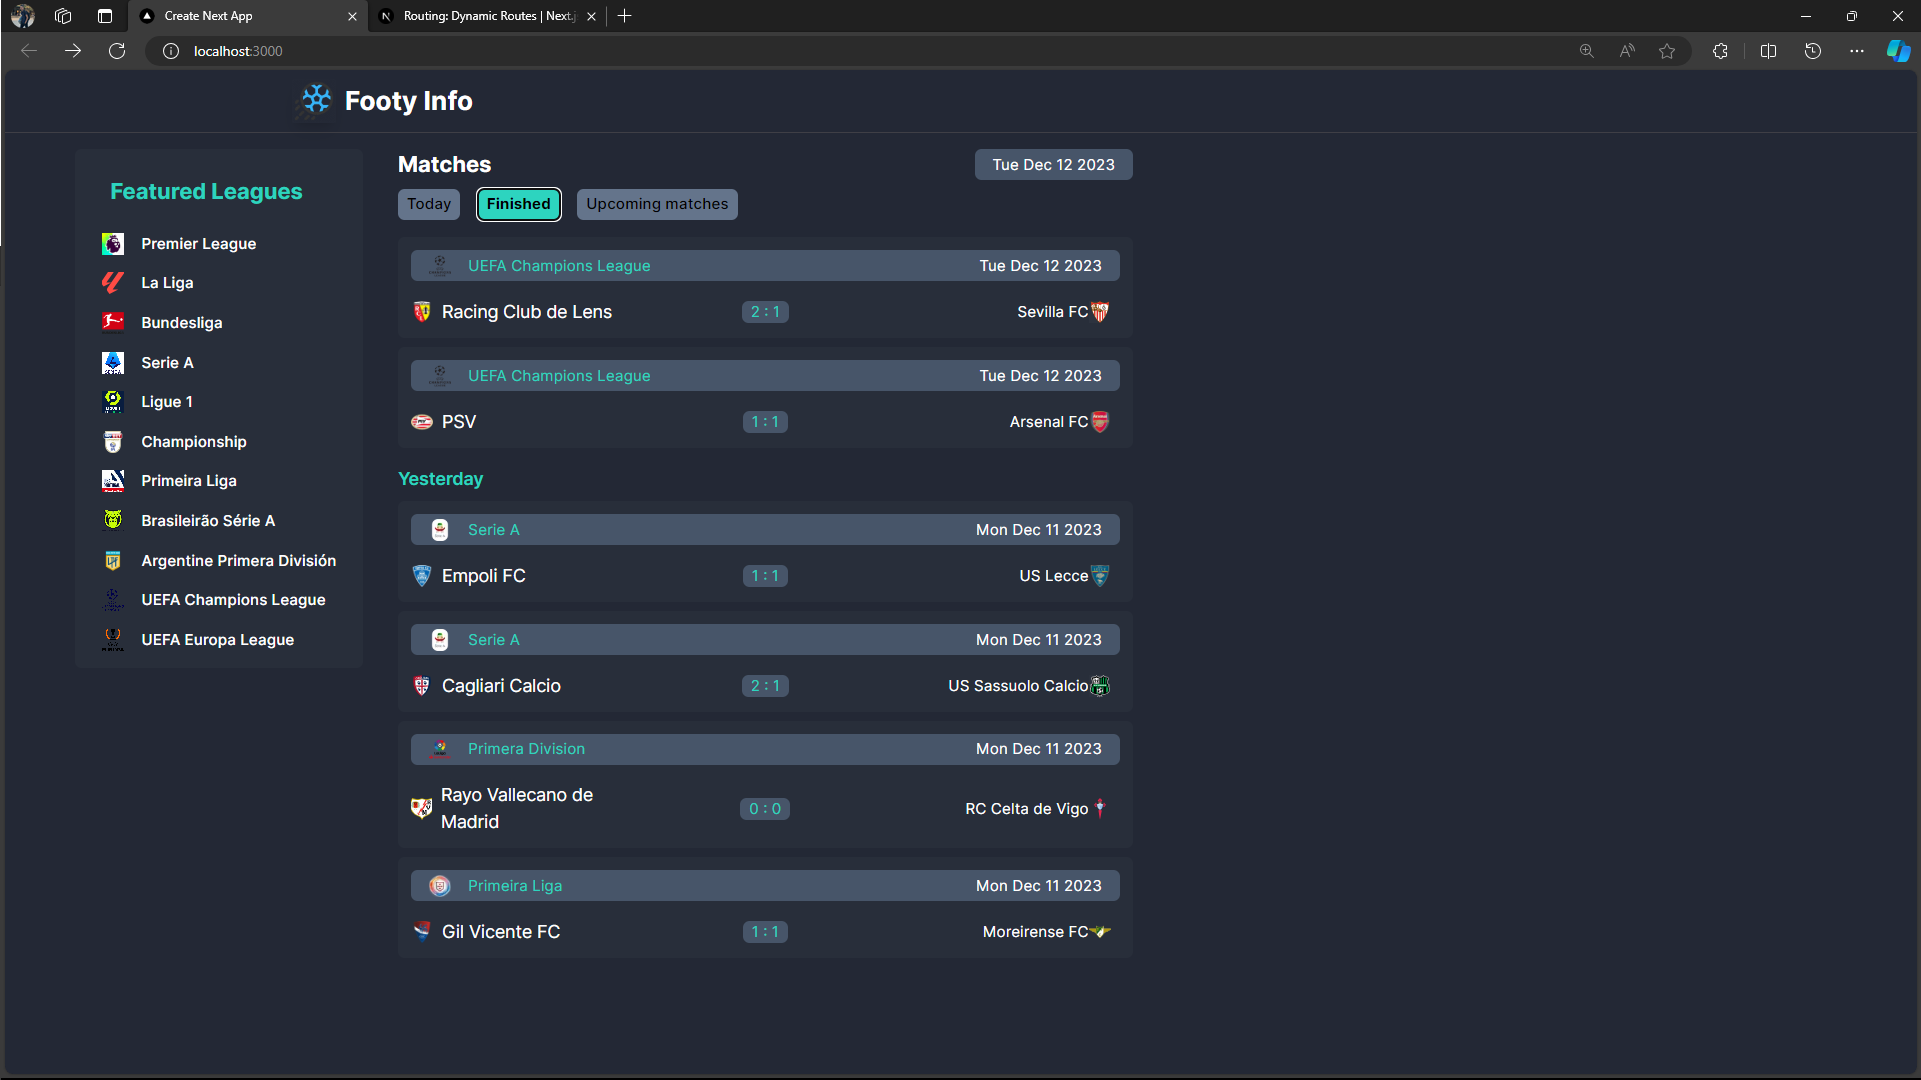 Create Next App
Routing: Dynamic Routes | Next.j
localhost:3000
Footy Info
Featured Leagues
Premier League
La Liga
Bundesliga
Serie A
Ligue 1
Championship
Primeira Liga
Brasileirão Série A
Argentine Primera División
UEFA Champions League
UEFA Europa League
Matches
Tue Dec 12 2023
Today
Finished
Upcoming matches
UEFA Champions League
Tue Dec 12 2023
Racing Club de Lens
2 : 1
Sevilla FC
UEFA Champions League
Tue Dec 12 2023
PSV
1 : 1
Arsenal FC
Yesterday
Serie A
Mon Dec 11 2023
Empoli FC
1 : 1
US Lecce
Serie A
Mon Dec 11 2023
Cagliari Calcio
2 : 1
US Sassuolo Calcio
Primera Division
Mon Dec 11 2023
Rayo Vallecano de
Madrid
0 : 0
RC Celta de Vigo
Primeira Liga
Mon Dec 11 2023
Gil Vicente FC
1 : 1
Moreirense FC